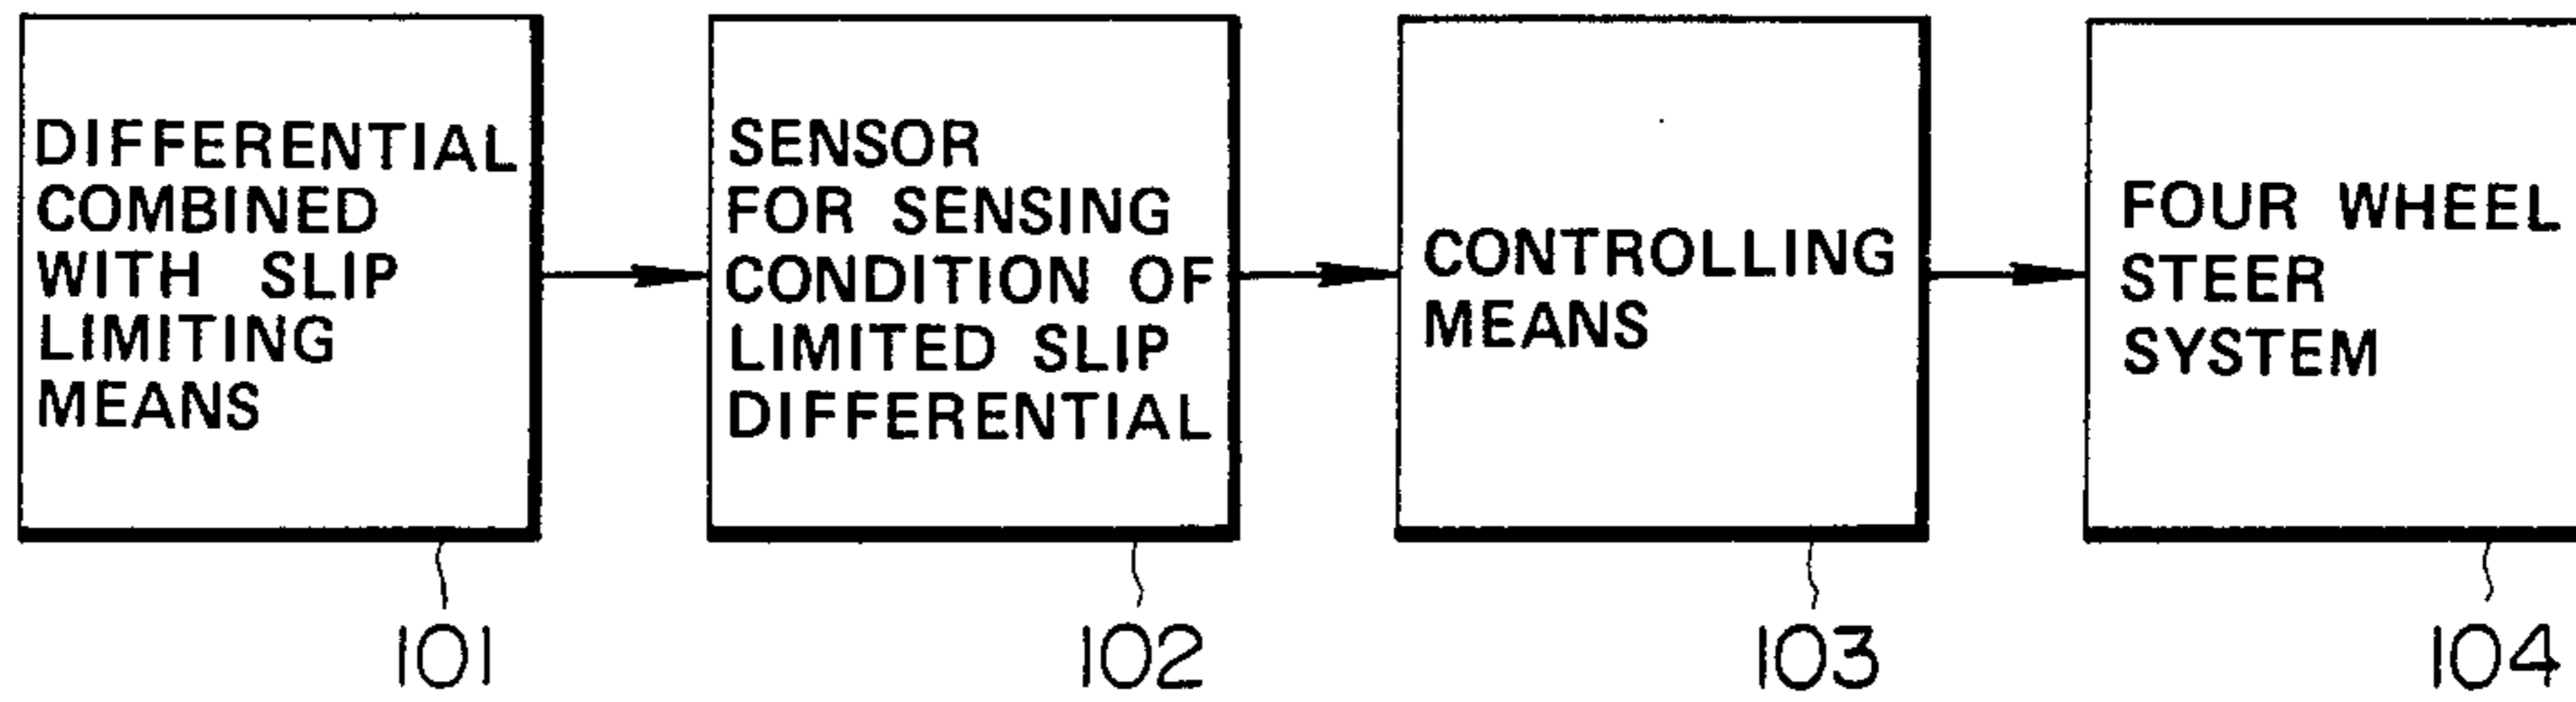 DIFFERENTIAL
COMBINED
WITH SLIP
LIMITING
MEANS
SENSOR
FOR SENSING
CONDITION OF
LIMITED SLIP
DIFFERENTIAL
CONTROLLING
MEANS
FOUR WHEEL
STEER
SYSTEM
101
102
103
104